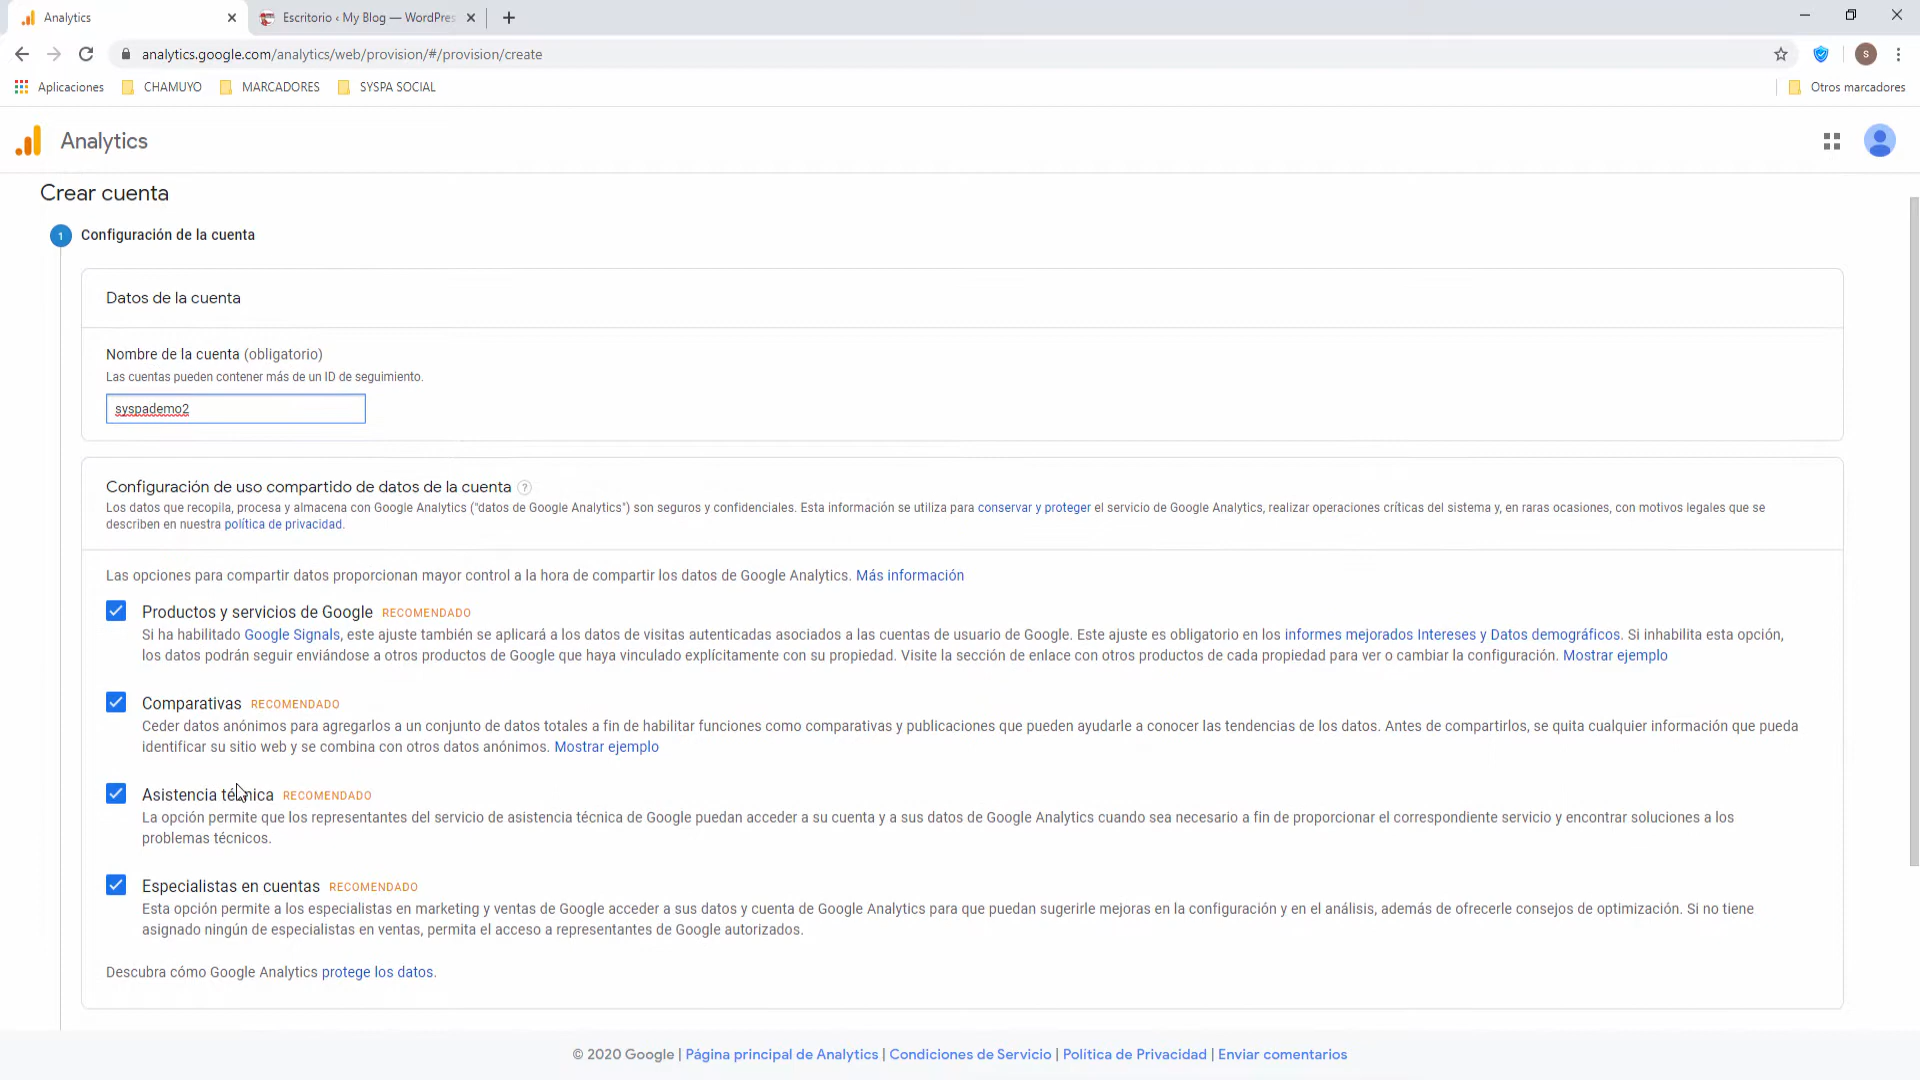 Analytics
Escritorio ‹ My Blog — WordPres
analytics.google.com/analytics/web/provision/#/provision/create
S
Aplicaciones
CHAMUYO
MARCADORES
SYSPA SOCIAL
Otros marcadores
Analytics
Crear cuenta
1 Configuración de la cuenta
Datos de la cuenta
Nombre de la cuenta (obligatorio)
Las cuentas pueden contener más de un ID de seguimiento.
syspademo2
Configuración de uso compartido de datos de la cuenta ?
Los datos que recopila, procesa y almacena con Google Analytics ("datos de Google Analytics") son seguros y confidenciales. Esta información se utiliza para conservar y proteger el servicio de Google Analytics, realizar operaciones críticas del sistema y, en raras ocasiones, con motivos legales que se
describen en nuestra política de privacidad.
Las opciones para compartir datos proporcionan mayor control a la hora de compartir los datos de Google Analytics. Más información
Productos y servicios de Google RECOMENDADO
Si ha habilitado Google Signals, este ajuste también se aplicará a los datos de visitas autenticadas asociados a las cuentas de usuario de Google. Este ajuste es obligatorio en los informes mejorados Intereses y Datos demográficos. Si inhabilita esta opción,
los datos podrán seguir enviándose a otros productos de Google que haya vinculado explícitamente con su propiedad. Visite la sección de enlace con otros productos de cada propiedad para ver o cambiar la configuración. Mostrar ejemplo
Comparativas RECOMENDADO
Ceder datos anónimos para agregarlos a un conjunto de datos totales a fin de habilitar funciones como comparativas y publicaciones que pueden ayudarle a conocer las tendencias de los datos. Antes de compartirlos, se quita cualquier información que pueda
identificar su sitio web y se combina con otros datos anónimos. Mostrar ejemplo
Asistencia técnica RECOMENDADO
La opción permite que los representantes del servicio de asistencia técnica de Google puedan acceder a su cuenta y a sus datos de Google Analytics cuando sea necesario a fin de proporcionar el correspondiente servicio y encontrar soluciones a los
problemas técnicos.
Especialistas en cuentas RECOMENDADO
Esta opción permite a los especialistas en marketing y ventas de Google acceder a sus datos y cuenta de Google Analytics para que puedan sugerirle mejoras en la configuración y en el análisis, además de ofrecerle consejos de optimización. Si no tiene
asignado ningún de especialistas en ventas, permita el acceso a representantes de Google autorizados.
Descubra cómo Google Analytics protege los datos.
© 2020 Google | Página principal de Analytics | Condiciones de Servicio | Política de Privacidad | Enviar comentarios